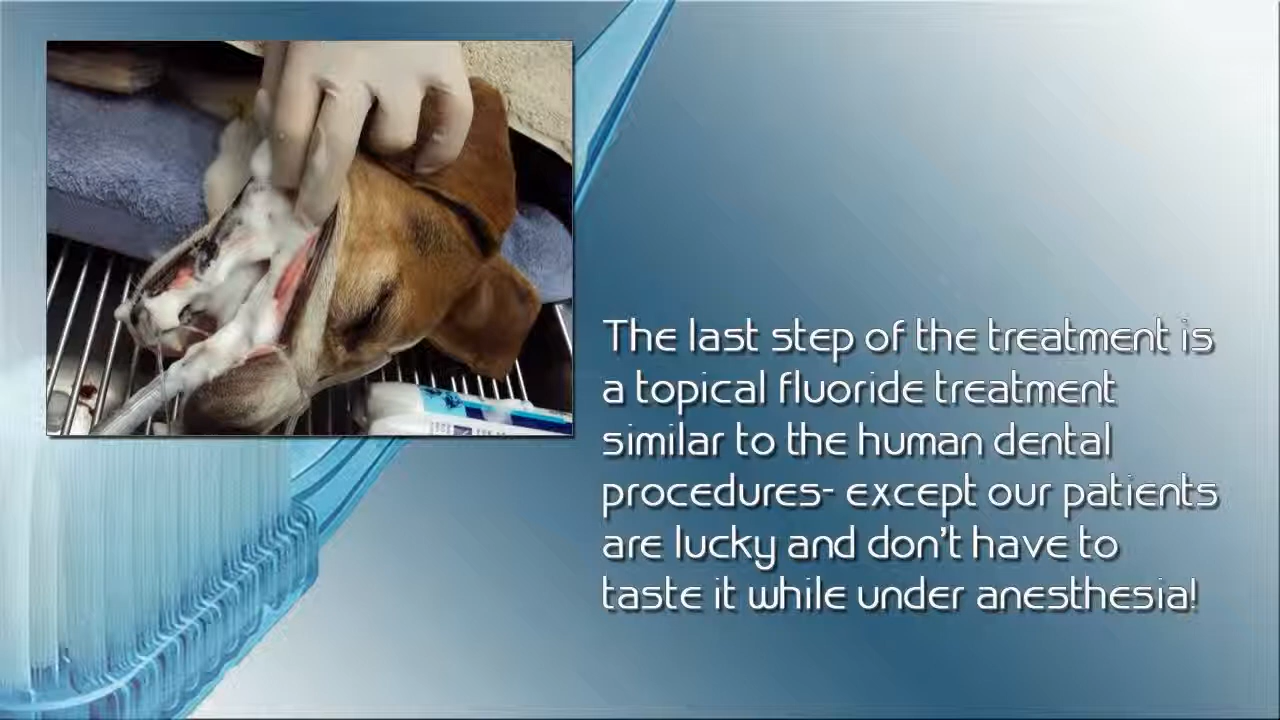 The last step of the treatment is
a topical fluoride treatment
similar to the human dental
procedures- except our patients
are lucky and don't have to
taste it while under anesthesia!